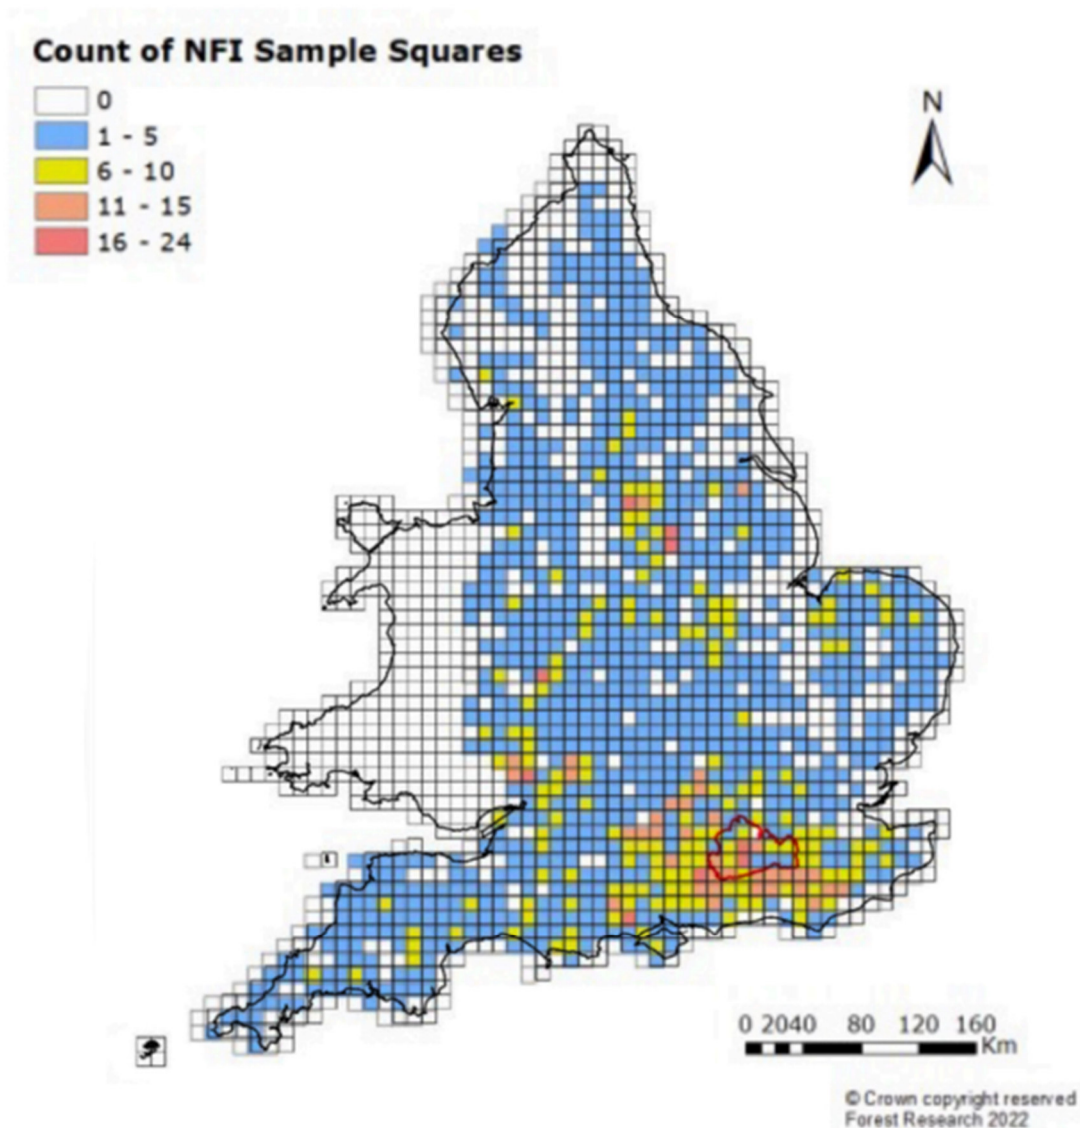 Count of NFI Sample Squares
0
1 - 5
6 - 10
11 - 15
16 - 24
N
0 2040 80 120 160
Km
© Crown copyright reserved
Forest Research 2022